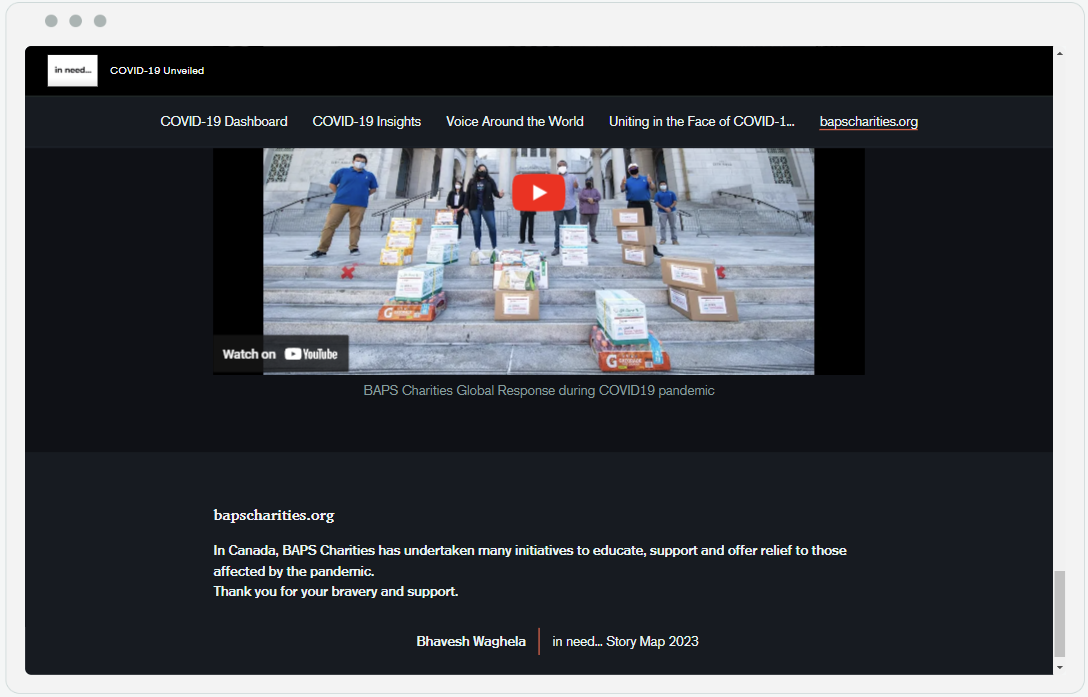 in need...
COVID-19 Unveiled
COVID-19 Dashboard
COVID-19 Insights
Voice Around the World
Uniting in the Face of COVID-1...
bapscharities.org
G
G
Watch on YouTube
BAPS Charities Global Response during COVID19 pandemic
bapscharities.org
In Canada, BAPS Charities has undertaken many initiatives to educate, support and offer relief to those
affected by the pandemic.
Thank you for your bravery and support.
Bhavesh Waghela
in need... Story Map 2023